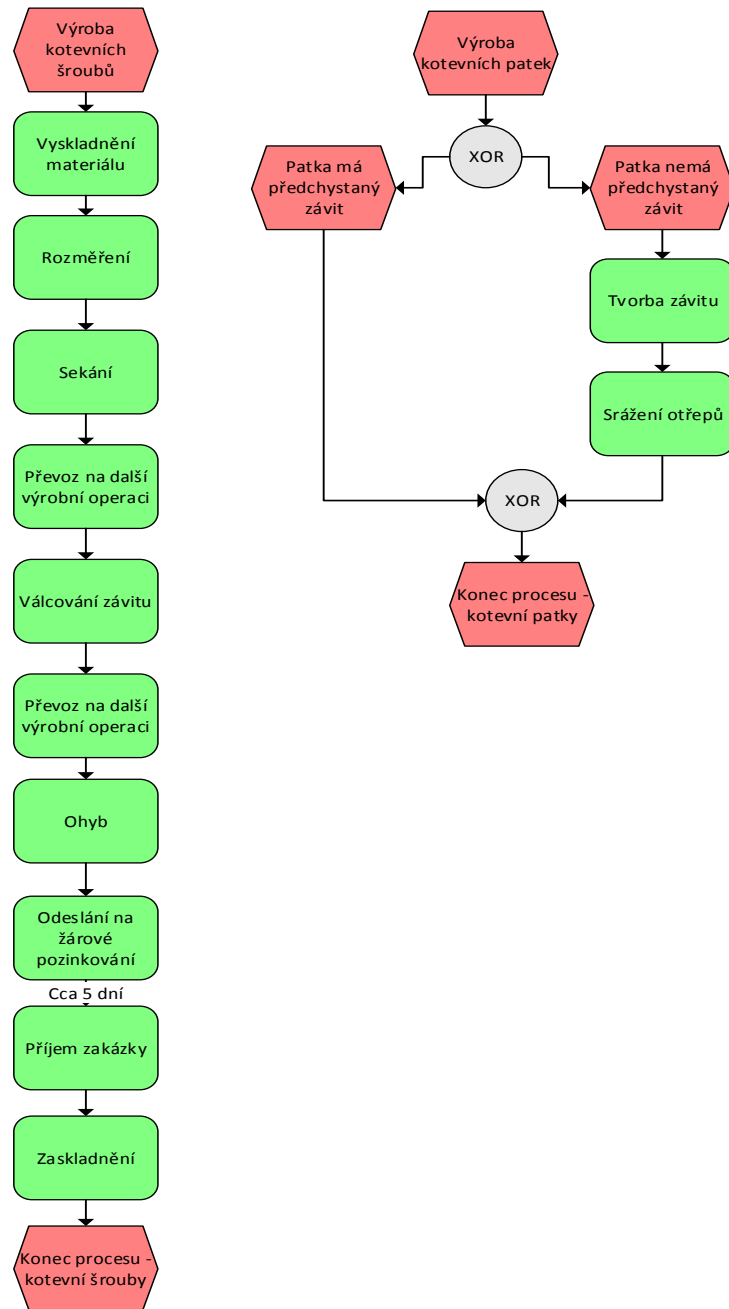 Výroba
kotevních
šroubů
Vyskladnění
materiálu
Rozměření
Sekání
Převoz na další
výrobní operaci
Válcování závitu
Převoz na další
výrobní operaci
Ohyb
Odeslání na
žárové
pozinkování
Cca 5 dní
Příjem zakázky
Zaskladnění
Konec procesu -
kotevní šrouby
Výroba
kotevních patek
XOR
Patka má
předchystaný
závit
Patka nemá
předchystaný
závit
Tvorba závitu
Srážení otřepů
XOR
Konec procesu -
kotevní patky